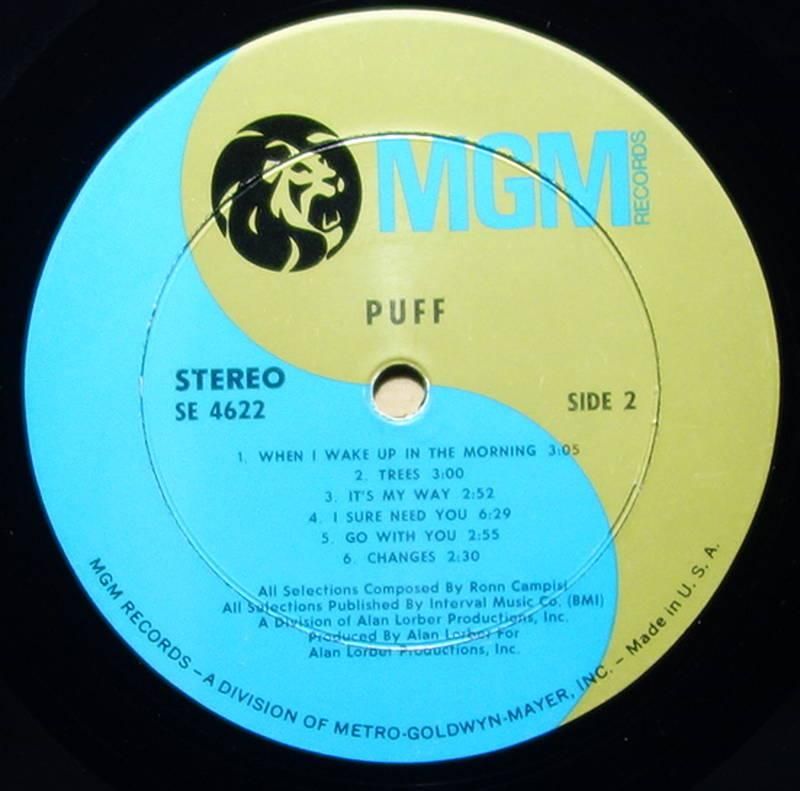 MGM RECORDS
PUFF
STEREO
SE 4622
SIDE 2
1. WHEN I WAKE UP IN THE MORNING 3:05
2. TREES 3:00
3. IT'S MY WAY 2:52
4. I SURE NEED YOU 6:29
5. GO WITH YOU 2:55
6. CHANGES 2:30
All Selections Composed By Ronn Campisi
All Selections Published By Interval Music Co. (BMI)
A Division of Alan Lorber Productions, Inc.
Produced By Alan Lorber For
Alan Lorber Productions, Inc.
MGM RECORDS – A DIVISION OF METRO-GOLDWYN-MAYER, INC. – Made in U. S. A.